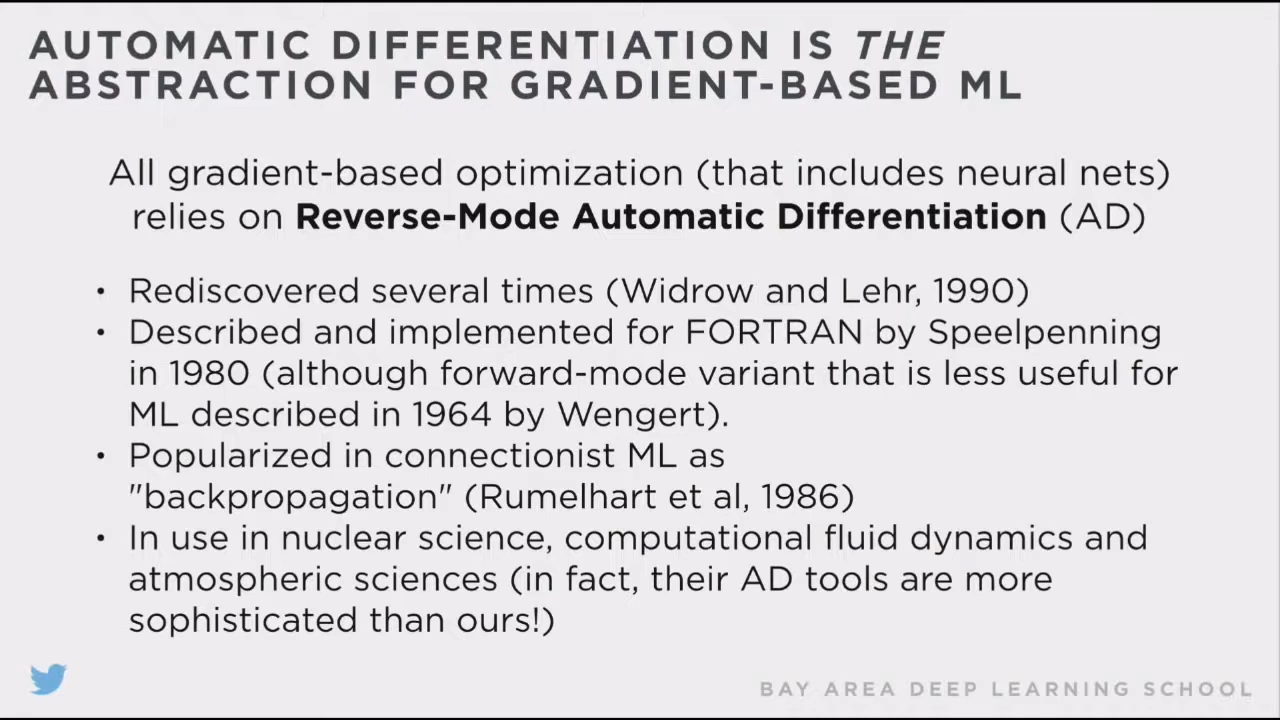 AUTOMATIC DIFFERENTIATION IS THE
ABSTRACTION FOR GRADIENT-BASED ML
All gradient-based optimization (that includes neural nets)
relies on Reverse-Mode Automatic Differentiation (AD)
• Rediscovered several times (Widrow and Lehr, 1990)
• Described and implemented for FORTRAN by Speelpenning
in 1980 (although forward-mode variant that is less useful for
ML described in 1964 by Wengert).
• Popularized in connectionist ML as
"backpropagation" (Rumelhart et al, 1986)
• In use in nuclear science, computational fluid dynamics and
atmospheric sciences (in fact, their AD tools are more
sophisticated than ours!)
BAY AREA DEEP LEARNING SCHOOL